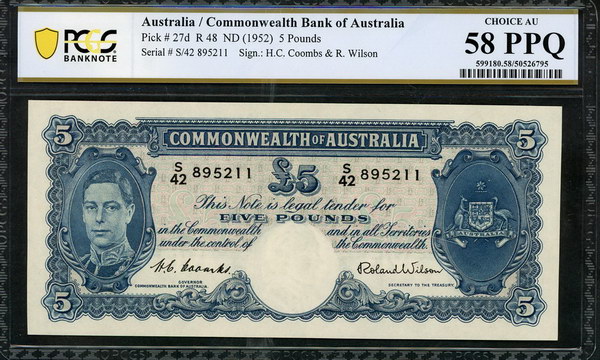 PCGS
BANKNOTE
Australia / Commonwealth Bank of Australia
Pick # 27d R 48 ND (1952) 5 Pounds
Serial # S/42 895211 Sign.: H.C. Coombs & R. Wilson
CHOICE AU
58 PPQ
599180.58/50526795
5 5
COMMONWEALTH OF AUSTRALIA
S/42 895211 £5 S/42 895211
This Note is legal tender for
FIVE POUNDS
in the Commonwealth and in all Territories
under the control of the Commonwealth.
AUSTRALIA
H.C. Coombs Roland Wilson
GOVERNOR SECRETARY TO THE TREASURY
COMMONWEALTH BANK OF AUSTRALIA
5 5